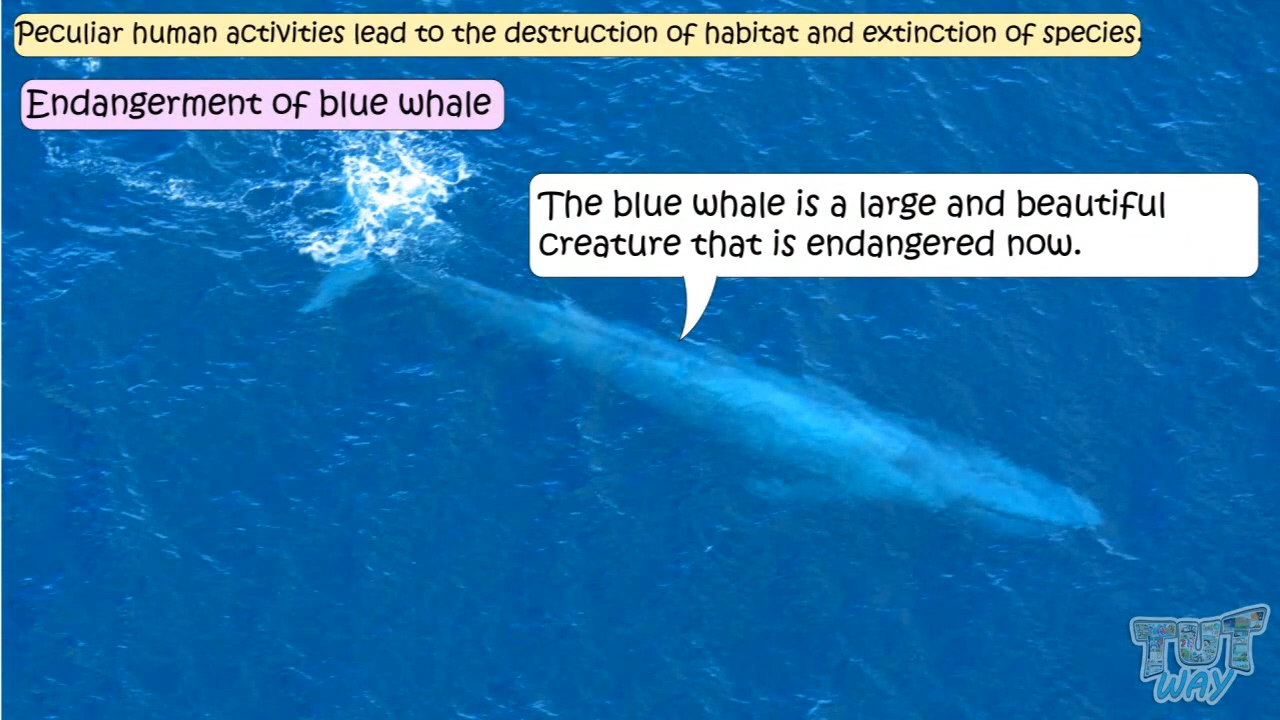 Peculiar human activities lead to the destruction of habitat and extinction of species.
Endangerment of blue whale
The blue whale is a large and beautiful
creature that is endangered now.
TUT
WAY